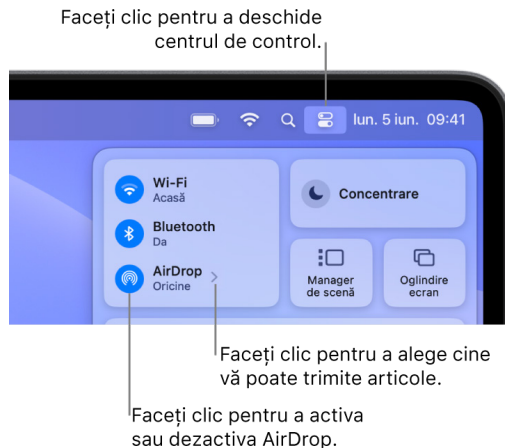 Faceți clic pentru a deschide
centrul de control.
lun. 5 iun. 09:41
Wi-Fi
Acasă
Bluetooth
Da
AirDrop
Oricine
Concentrare
Manager
de scenă
Oglindire
ecran
Faceți clic pentru a alege cine
vă poate trimite articole.
Faceți clic pentru a activa
sau dezactiva AirDrop.